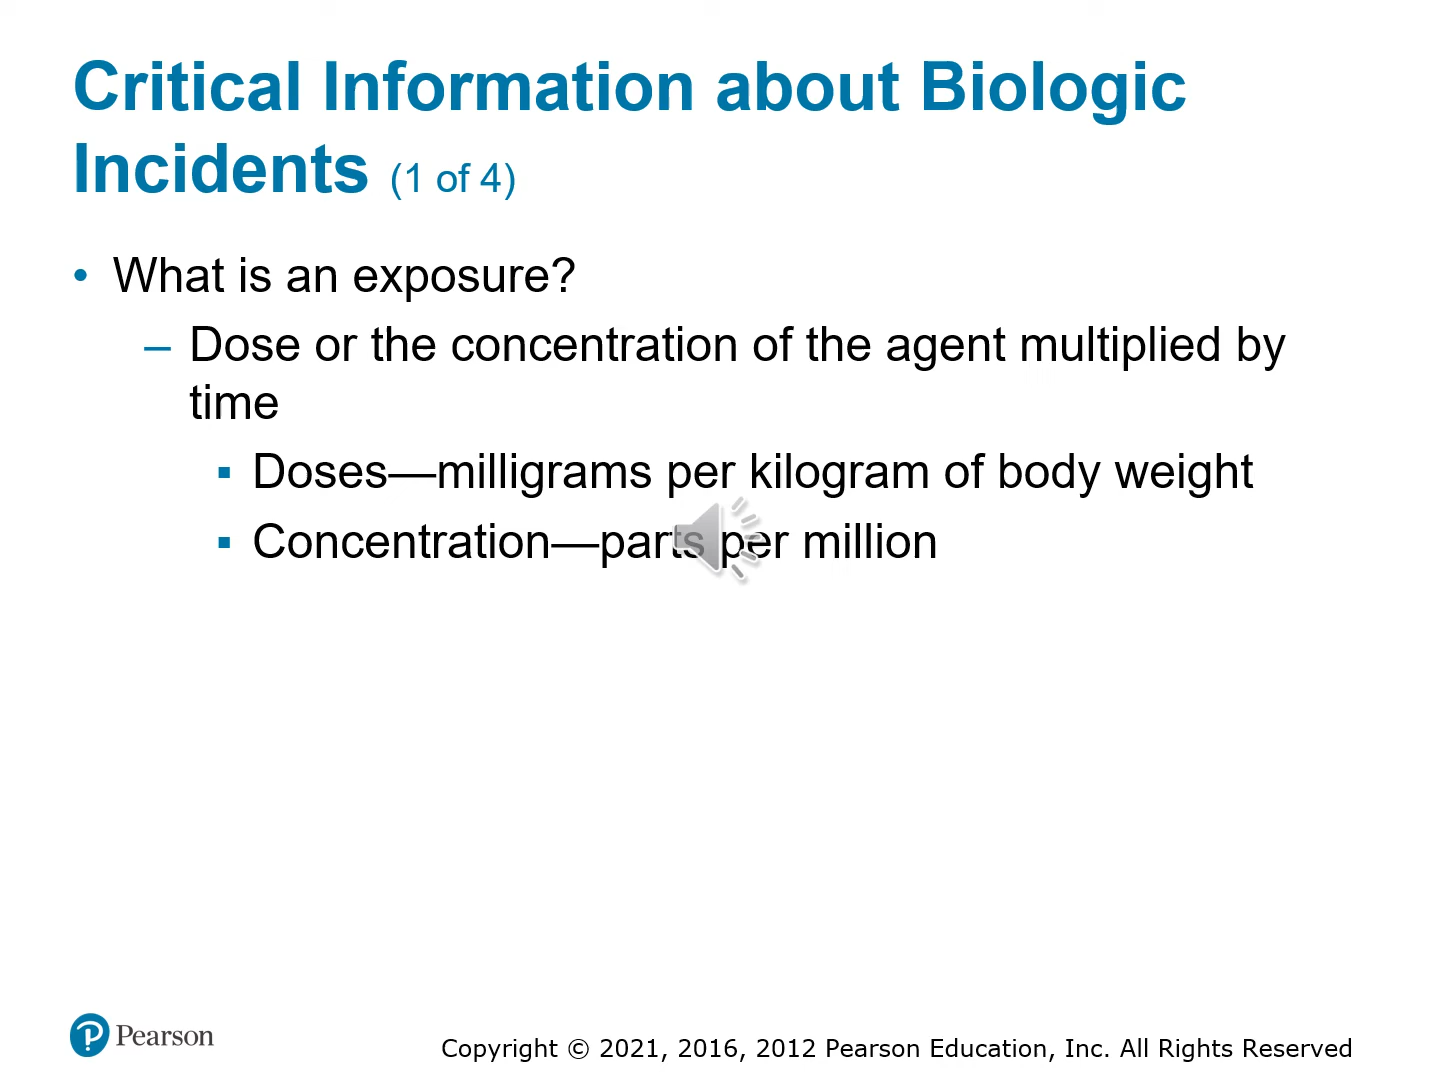 Critical Information about Biologic
Incidents (1 of 4)
• What is an exposure?
– Dose or the concentration of the agent multiplied by
time
▪ Doses—milligrams per kilogram of body weight
▪ Concentration—parts per million
Pearson
Copyright © 2021, 2016, 2012 Pearson Education, Inc. All Rights Reserved